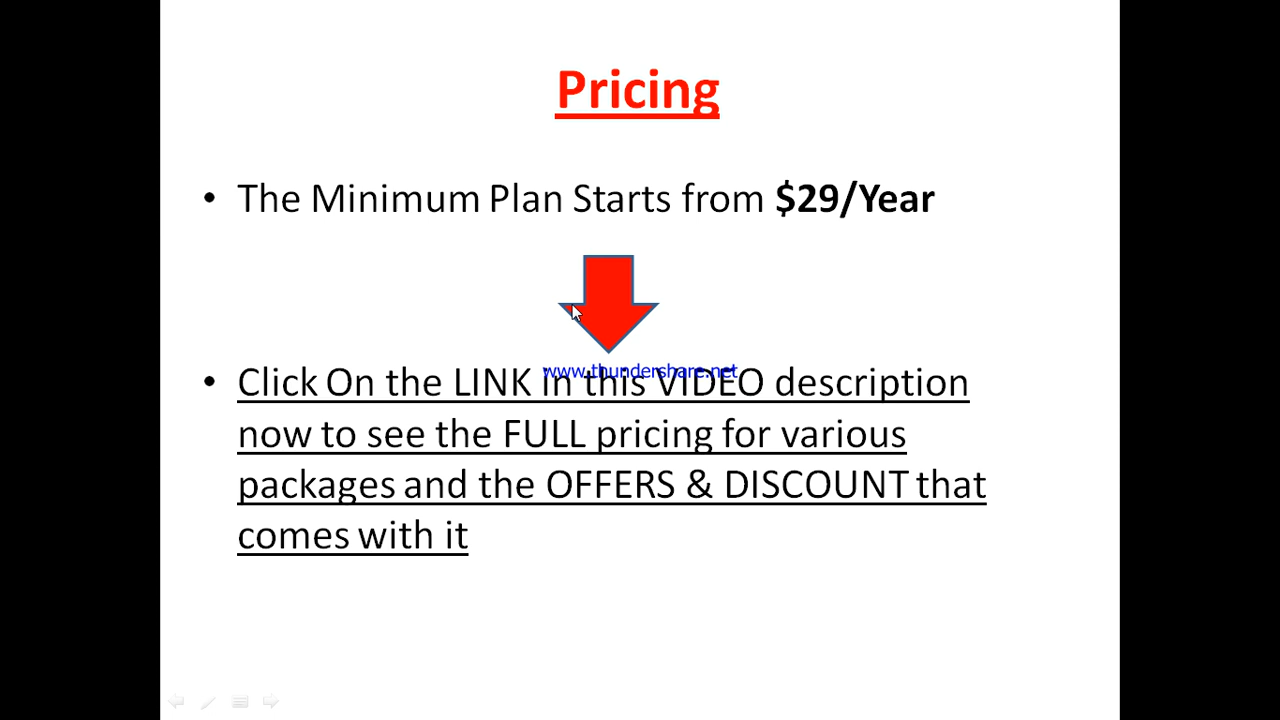 Pricing
• The Minimum Plan Starts from $29/Year
www.thundershare.net
• Click On the LINK in this VIDEO description
now to see the FULL pricing for various
packages and the OFFERS & DISCOUNT that
comes with it